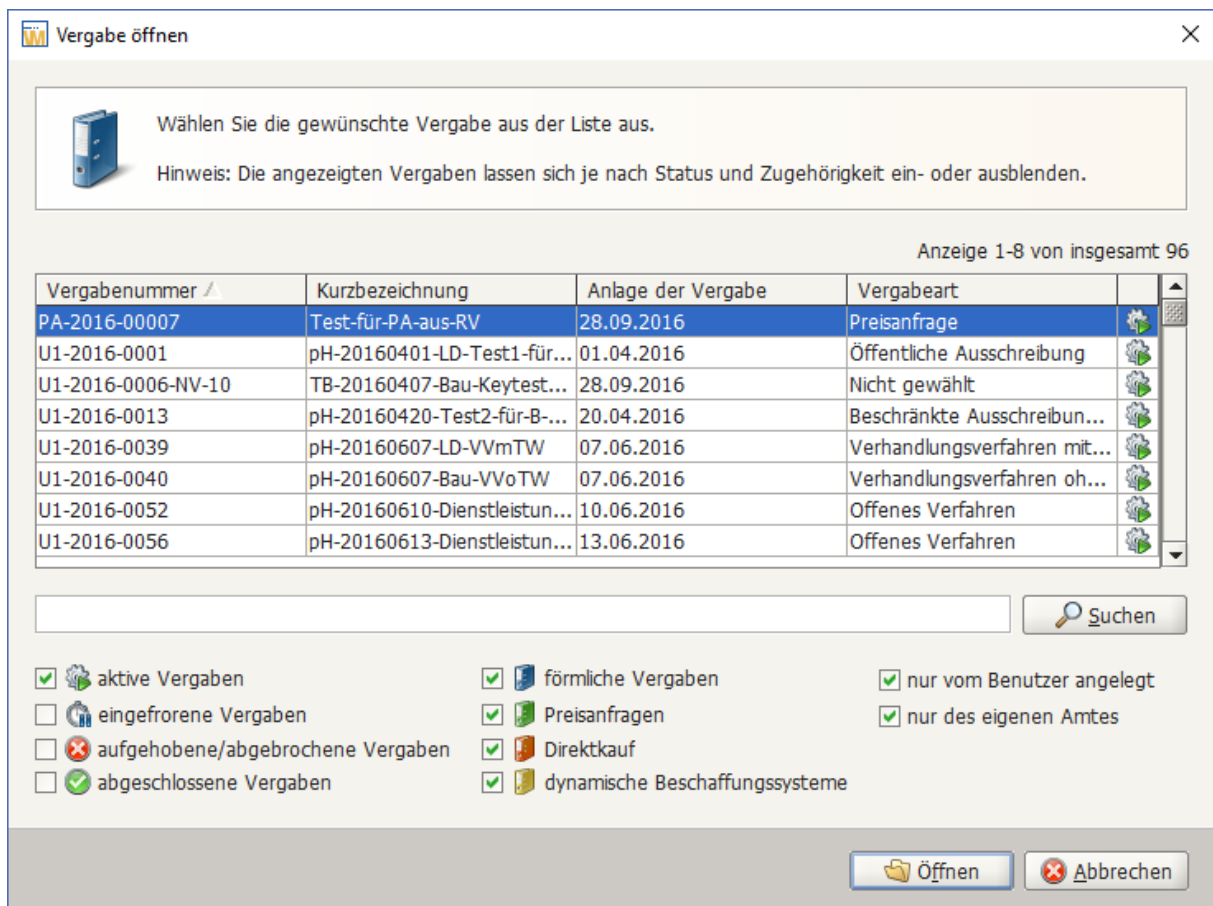 Vergabe öffnen
Wählen Sie die gewünschte Vergabe aus der Liste aus.
Hinweis: Die angezeigten Vergaben lassen sich je nach Status und Zugehörigkeit ein- oder ausblenden.
Anzeige 1-8 von insgesamt 96
Vergabenummer Kurzbezeichnung Anlage der Vergabe Vergabeart
PA-2016-00007 Test-für-PA-aus-RV 28.09.2016 Preisanfrage
U1-2016-0001 pH-20160401-LD-Test1-für... 01.04.2016 Öffentliche Ausschreibung
U1-2016-0006-NV-10 TB-20160407-Bau-Keytest... 28.09.2016 Nicht gewählt
U1-2016-0013 pH-20160420-Test2-für-B-... 20.04.2016 Beschränkte Ausschreibun...
U1-2016-0039 pH-20160607-LD-VVmTW 07.06.2016 Verhandlungsverfahren mit...
U1-2016-0040 pH-20160607-Bau-VVoTW 07.06.2016 Verhandlungsverfahren oh...
U1-2016-0052 pH-20160610-Dienstleistun... 10.06.2016 Offenes Verfahren
U1-2016-0056 pH-20160613-Dienstleistun... 13.06.2016 Offenes Verfahren
Suchen
aktive Vergaben förmliche Vergaben nur vom Benutzer angelegt
eingefrorene Vergaben Preisanfragen nur des eigenen Amtes
aufgehobene/abgebrochene Vergaben Direktkauf
abgeschlossene Vergaben dynamische Beschaffungssysteme
Öffnen Abbrechen